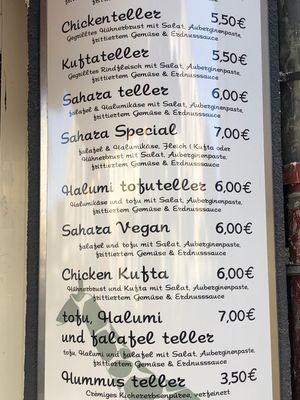 Chickenteller 5,50€
Gegrilltes Hühnerbrust mit Salat, Auberginenpaste,
frittiertem Gemüse & Erdnusssauce
Kuftateller 5,50€
Gegrilltes Rindfleisch mit Salat, Auberginenpaste,
frittiertem Gemüse & Erdnusssauce
Sahara teller 6,00€
falafel & Halumikäse mit Salat, Auberginenpaste,
frittiertem Gemüse & Erdnusssauce
Sahara Special 7,00€
falafel & Halumikäse, Fleisch (Kufta oder
Hühnerbrust mit Salat, Auberginenpaste,
frittiertem Gemüse & Erdnusssauce
Halumi tofuteller 6,00€
Halumikäse und tofu mit Salat, Auberginenpaste,
frittiertem Gemüse & Erdnusssauce
Sahara Vegan 6,00€
falafel und tofu mit Salat, Auberginenpaste,
frittiertem Gemüse & Erdnusssauce
Chicken Kufta 6,00€
Hühnerbrust und Kufta mit Salat, Auberginenpaste,
frittiertem Gemüse & Erdnusssauce
tofu, Halumi 7,00€
und falafel teller
tofu, Halumi und falafel mit Salat, Auberginenpaste,
frittiertem Gemüse & Erdnusssauce
Hummus teller 3,50€
Crèmiges Kichererbsenpüree, verfeinert